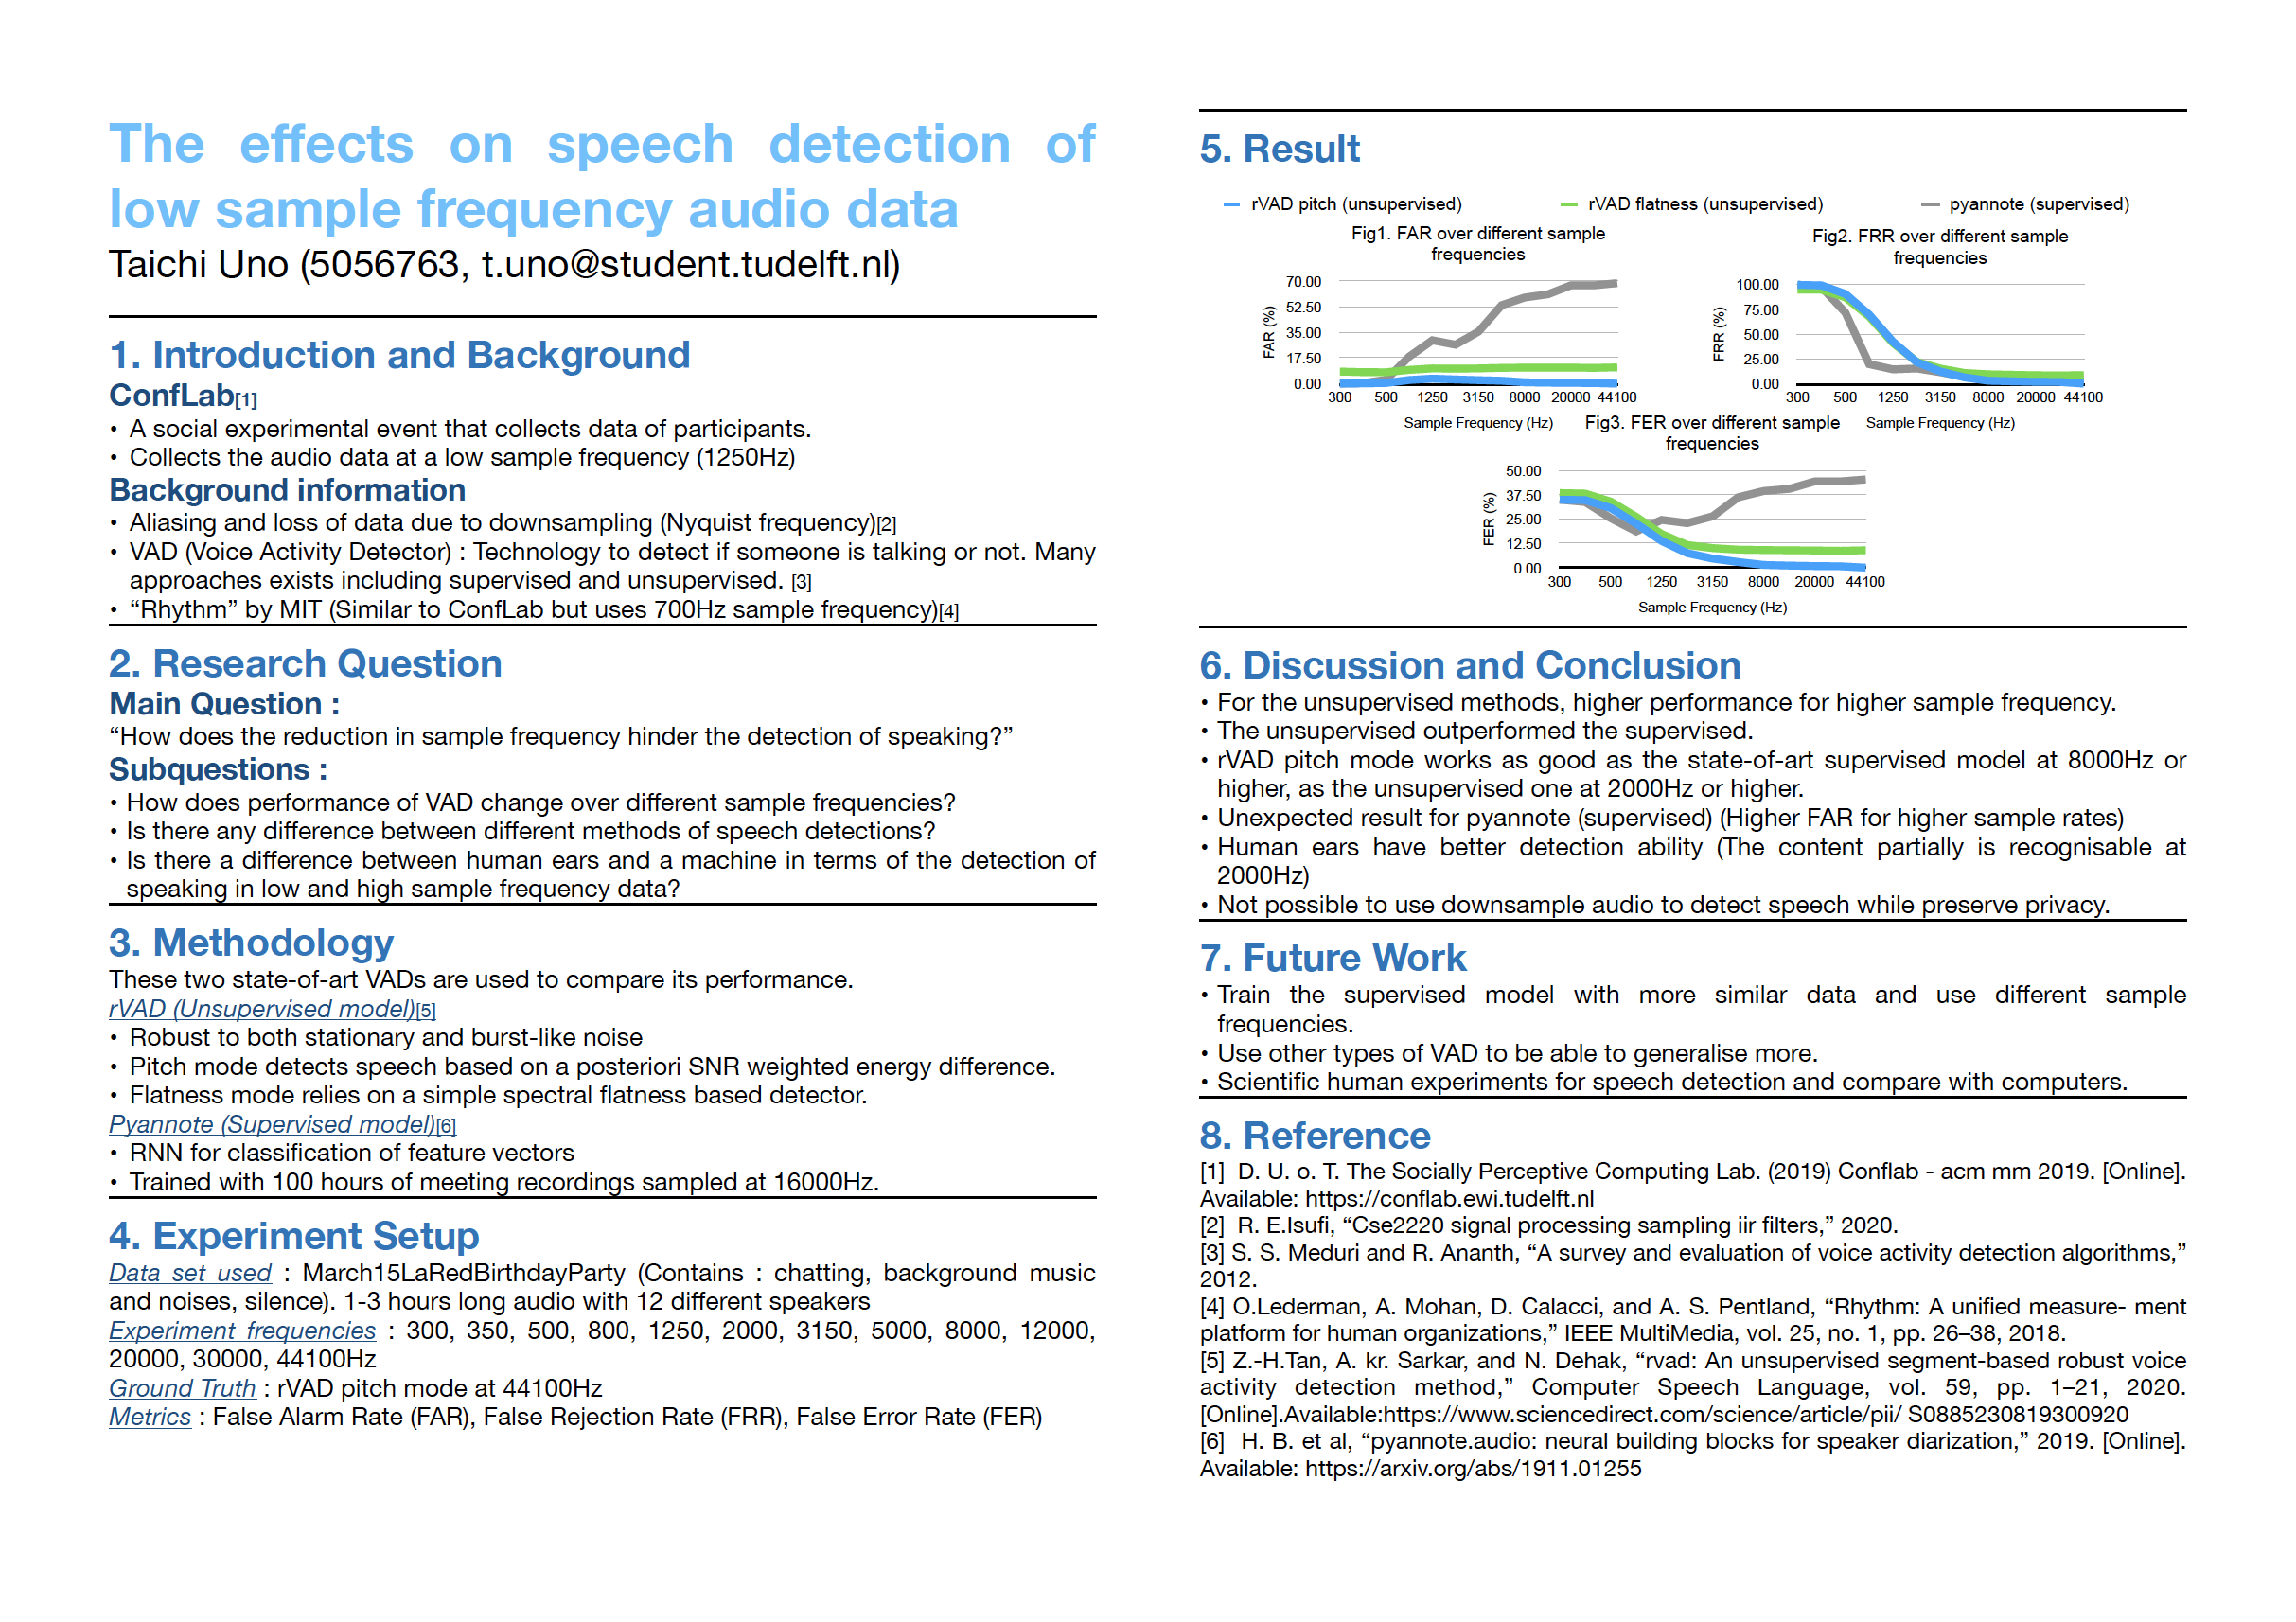 The effects on speech detection of
low sample frequency audio data
Taichi Uno (5056763, t.uno@student.tudelft.nl)
1. Introduction and Background
ConfLab[1]
• A social experimental event that collects data of participants.
• Collects the audio data at a low sample frequency (1250Hz)
Background information
• Aliasing and loss of data due to downsampling (Nyquist frequency)[2]
• VAD (Voice Activity Detector) : Technology to detect if someone is talking or not. Many
approaches exists including supervised and unsupervised. [3]
• “Rhythm” by MIT (Similar to ConfLab but uses 700Hz sample frequency)[4]
2. Research Question
Main Question :
“How does the reduction in sample frequency hinder the detection of speaking?”
Subquestions :
• How does performance of VAD change over different sample frequencies?
• Is there any difference between different methods of speech detections?
• Is there a difference between human ears and a machine in terms of the detection of
speaking in low and high sample frequency data?
3. Methodology
These two state-of-art VADs are used to compare its performance.
rVAD (Unsupervised model)[5]
• Robust to both stationary and burst-like noise
• Pitch mode detects speech based on a posteriori SNR weighted energy difference.
• Flatness mode relies on a simple spectral flatness based detector.
Pyannote (Supervised model)[6]
• RNN for classification of feature vectors
• Trained with 100 hours of meeting recordings sampled at 16000Hz.
4. Experiment Setup
Data set used : March15LaRedBirthdayParty (Contains : chatting, background music
and noises, silence). 1-3 hours long audio with 12 different speakers
Experiment frequencies : 300, 350, 500, 800, 1250, 2000, 3150, 5000, 8000, 12000,
20000, 30000, 44100Hz
Ground Truth : rVAD pitch mode at 44100Hz
Metrics : False Alarm Rate (FAR), False Rejection Rate (FRR), False Error Rate (FER)
5. Result
rVAD pitch (unsupervised) rVAD flatness (unsupervised) pyannote (supervised)
Fig1. FAR over different sample
frequencies
FAR (%)
70.00
52.50
35.00
17.50
0.00
300 500 1250 3150 8000 20000 44100
Sample Frequency (Hz)
Fig2. FRR over different sample
frequencies
FRR (%)
100.00
75.00
50.00
25.00
0.00
300 500 1250 3150 8000 20000 44100
Sample Frequency (Hz)
Fig3. FER over different sample
frequencies
FER (%)
50.00
37.50
25.00
12.50
0.00
300 500 1250 3150 8000 20000 44100
Sample Frequency (Hz)
6. Discussion and Conclusion
• For the unsupervised methods, higher performance for higher sample frequency.
• The unsupervised outperformed the supervised.
• rVAD pitch mode works as good as the state-of-art supervised model at 8000Hz or
higher, as the unsupervised one at 2000Hz or higher.
• Unexpected result for pyannote (supervised) (Higher FAR for higher sample rates)
• Human ears have better detection ability (The content partially is recognisable at
2000Hz)
• Not possible to use downsample audio to detect speech while preserve privacy.
7. Future Work
• Train the supervised model with more similar data and use different sample
frequencies.
• Use other types of VAD to be able to generalise more.
• Scientific human experiments for speech detection and compare with computers.
8. Reference
[1] D. U. o. T. The Socially Perceptive Computing Lab. (2019) Conflab - acm mm 2019. [Online].
Available: https://conflab.ewi.tudelft.nl
[2] R. E.Isufi, “Cse2220 signal processing sampling iir filters,” 2020.
[3] S. S. Meduri and R. Ananth, “A survey and evaluation of voice activity detection algorithms,”
2012.
[4] O.Lederman, A. Mohan, D. Calacci, and A. S. Pentland, “Rhythm: A unified measure- ment
platform for human organizations,” IEEE MultiMedia, vol. 25, no. 1, pp. 26–38, 2018.
[5] Z.-H.Tan, A. kr. Sarkar, and N. Dehak, “rvad: An unsupervised segment-based robust voice
activity detection method,” Computer Speech Language, vol. 59, pp. 1–21, 2020.
[Online].Available:https://www.sciencedirect.com/science/article/pii/ S0885230819300920
[6] H. B. et al, “pyannote.audio: neural building blocks for speaker diarization,” 2019. [Online].
Available: https://arxiv.org/abs/1911.01255